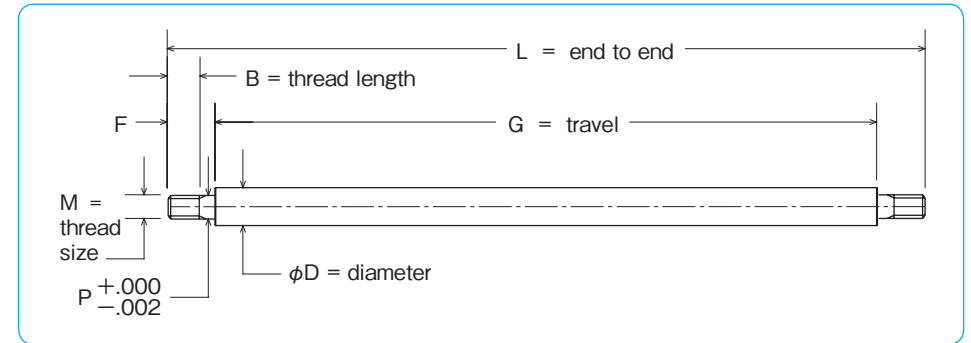 L = end to end
B = thread length
F
G = travel
M =
thread
size
φD = diameter
P +.000
−.002